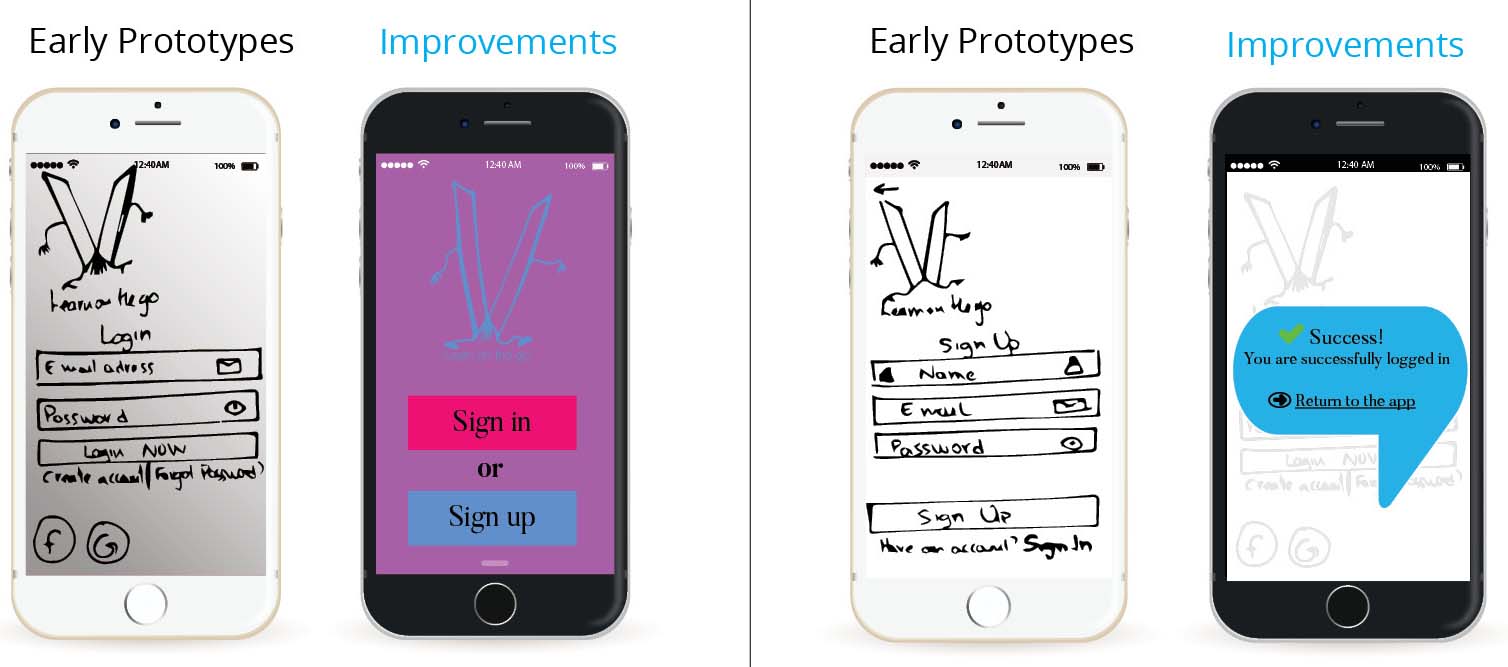 Early Prototypes
12:40AM
100%
Learn on the go
Login
Email adress
Password
Login NOW
Create account | Forgot Password?
f G
Improvements
12:40 AM
100%
Learn on the go
Sign in
or
Sign up
Early Prototypes
12:40AM
100%
Learn on the go
Sign Up
Name
Email
Password
Sign Up
Have an account? Sign In
Improvements
12:40 AM
100%
Success!
You are successfully logged in
Return to the app
Login NOW
Create account | Forgot Password?
f G